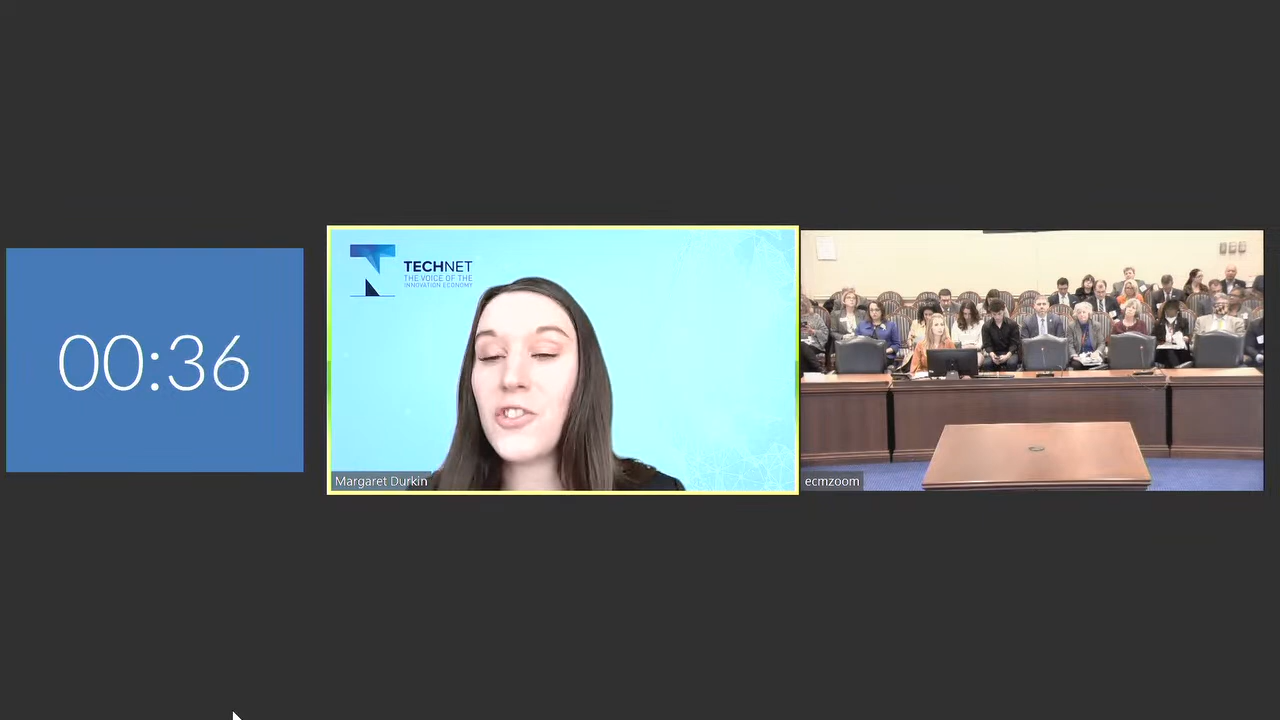 00:36
TECHNET
THE VOICE OF THE
INNOVATION ECONOMY
Margaret Durkin
ecmzoom